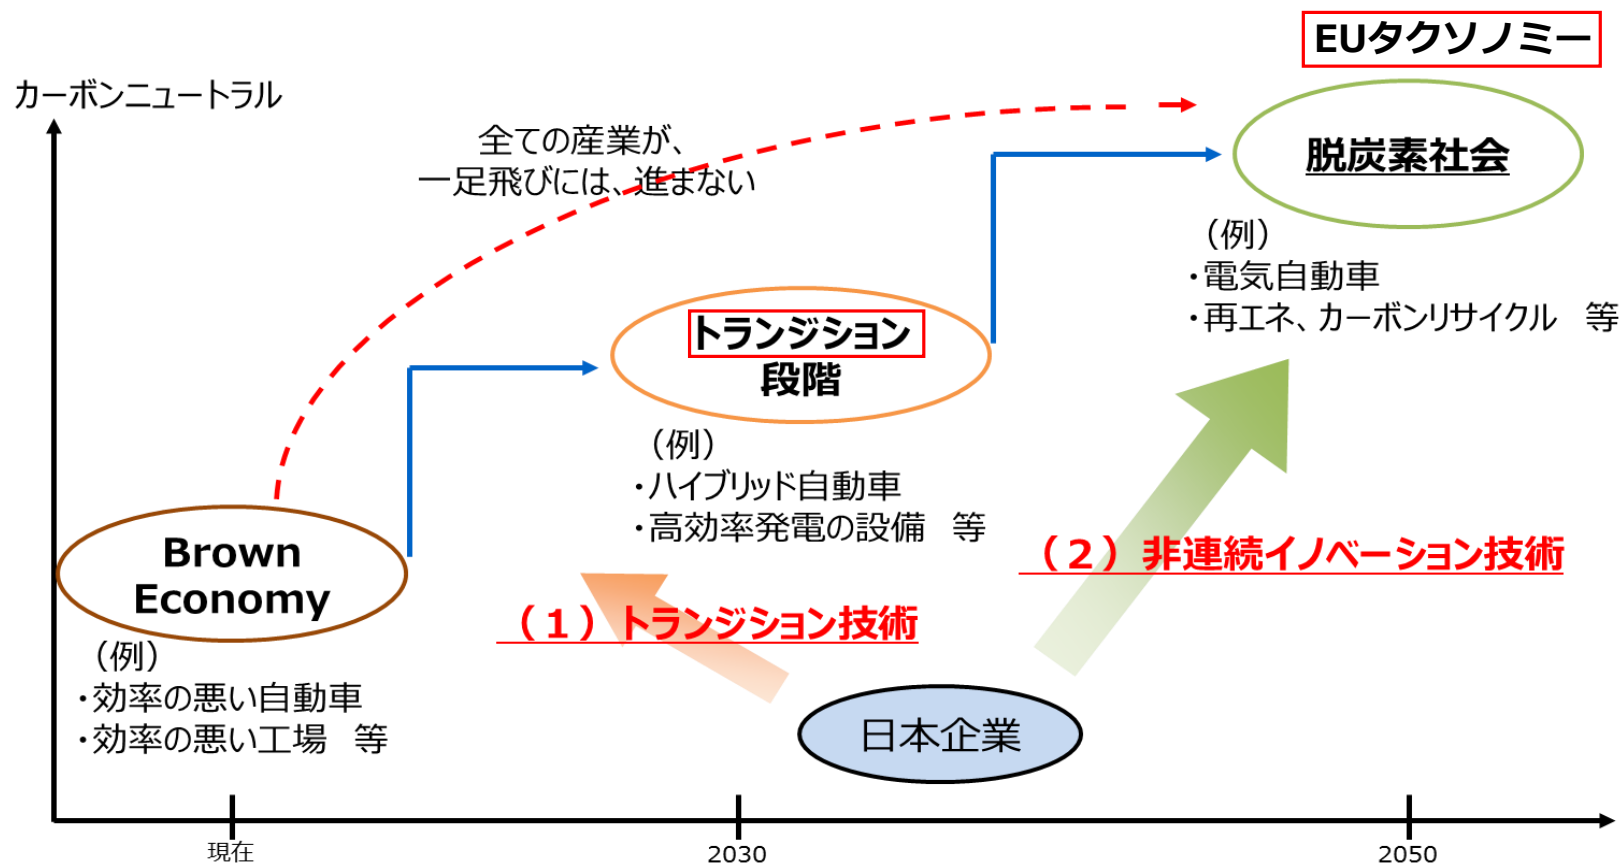 EUタクソノミー
カーボンニュートラル
全ての産業が、
一足飛びには、進まない
脱炭素社会
（例）
・電気自動車
・再エネ、カーボンリサイクル　等
トランジション
段階
（例）
・ハイブリッド自動車
・高効率発電の設備　等
Brown
Economy
（例）
・効率の悪い自動車
・効率の悪い工場　等
（２）非連続イノベーション技術
（１）トランジション技術
日本企業
現在
2030
2050